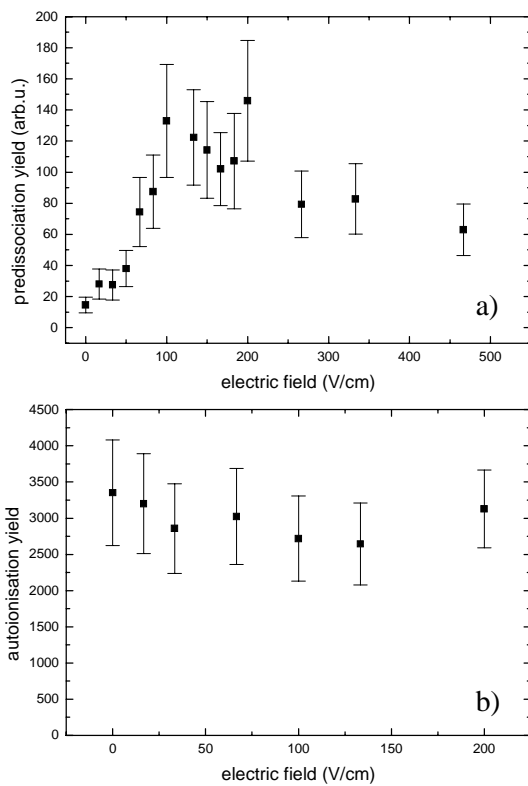 200
180
160
140
120
100
80
60
40
20
0
predissociation yield (arb.u.)
a)
0 100 200 300 400 500
electric field (V/cm)
4500
4000
3500
3000
2500
2000
1500
1000
500
0
autoionisation yield
b)
0 50 100 150 200
electric field (V/cm)